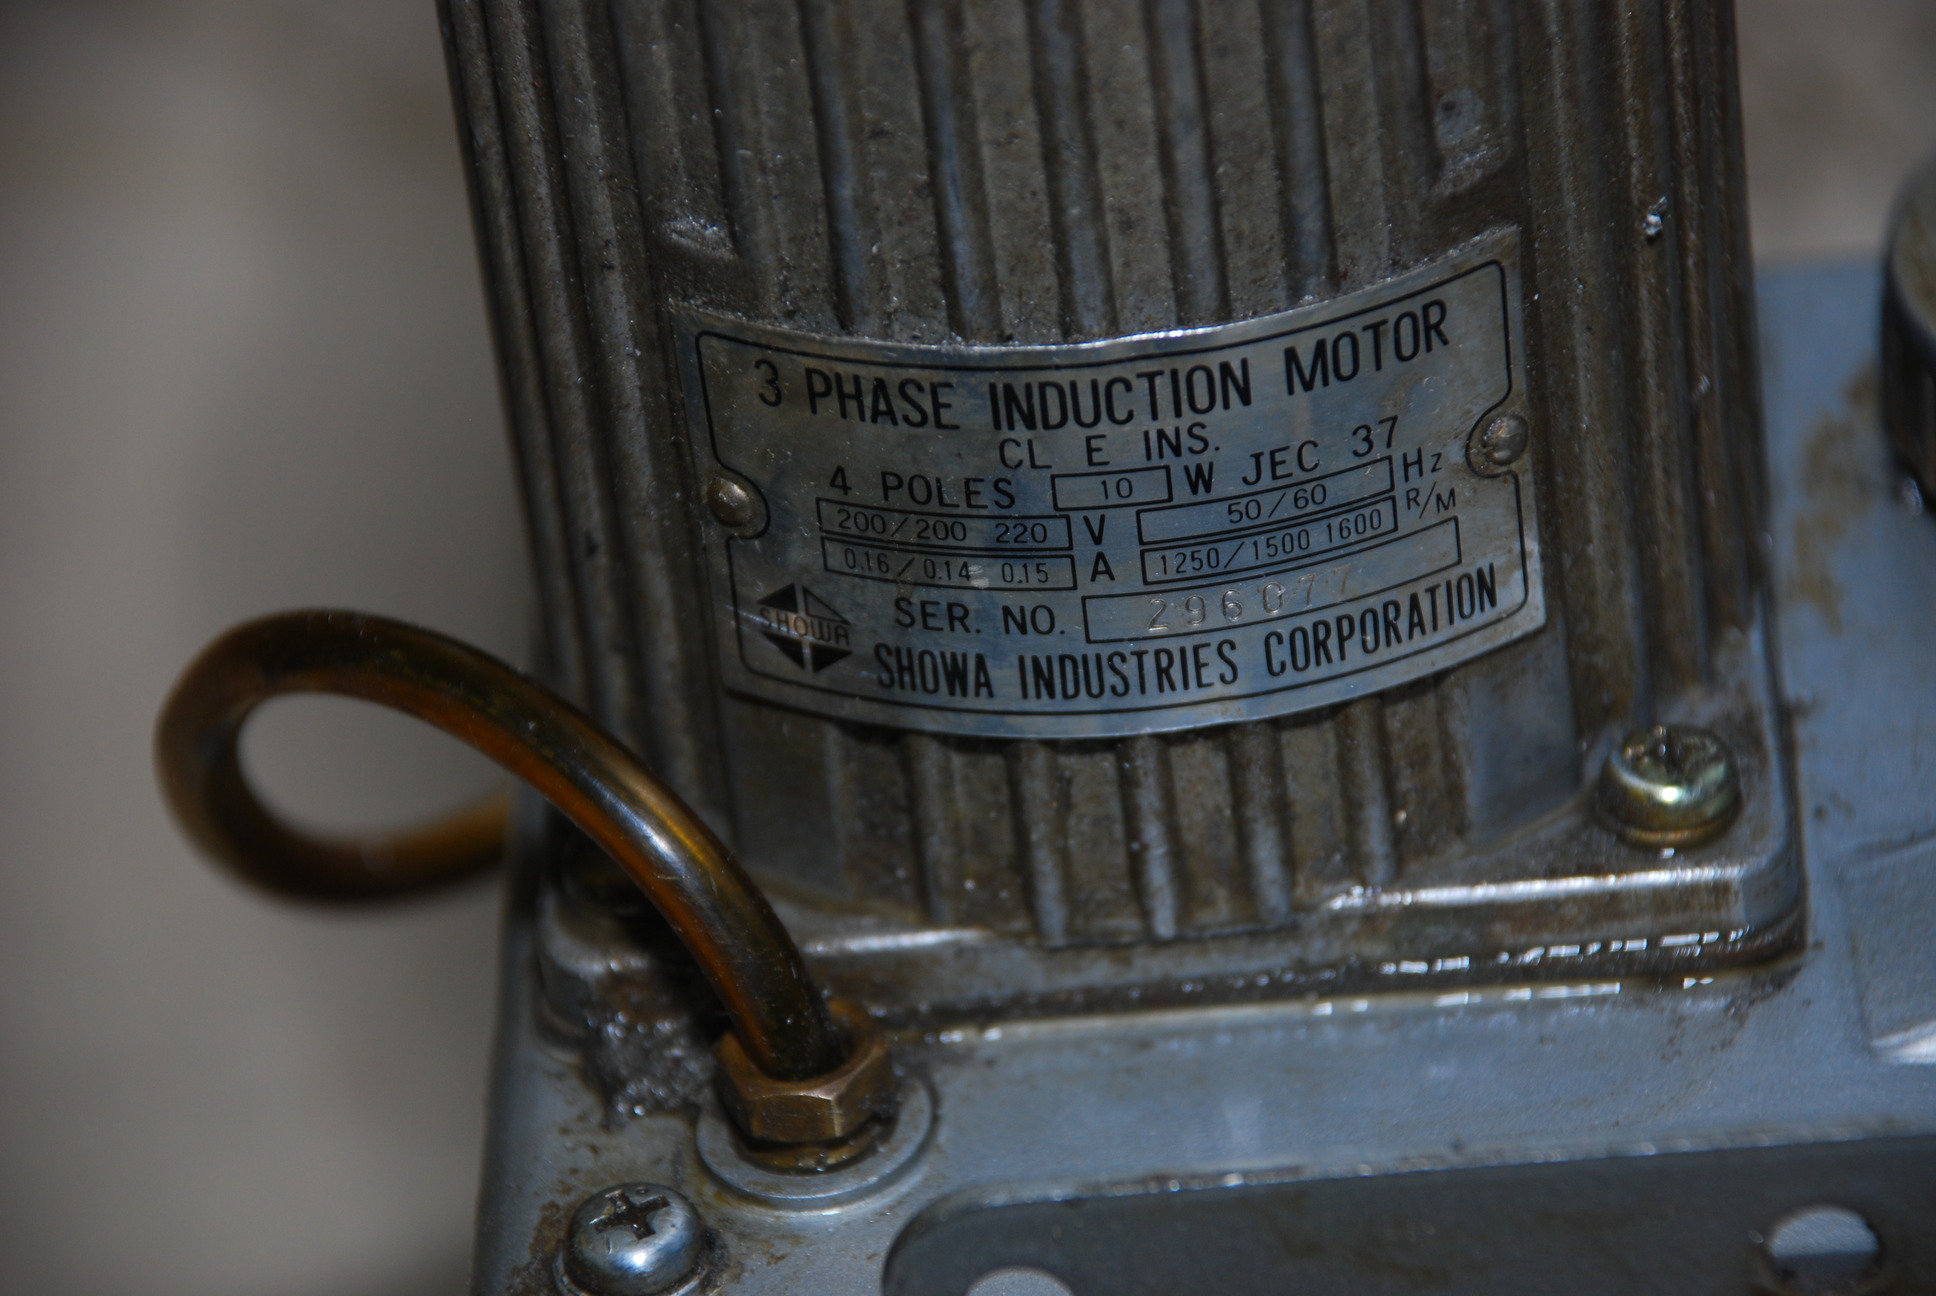 3 PHASE INDUCTION MOTOR
CL E INS.
4 POLES 10 W JEC 37
200/200 220 V 50/60 Hz
0.16/0.14 0.15 A 1250/1500 1600 R/M
SER. NO. 296077
SHOWA
SHOWA INDUSTRIES CORPORATION